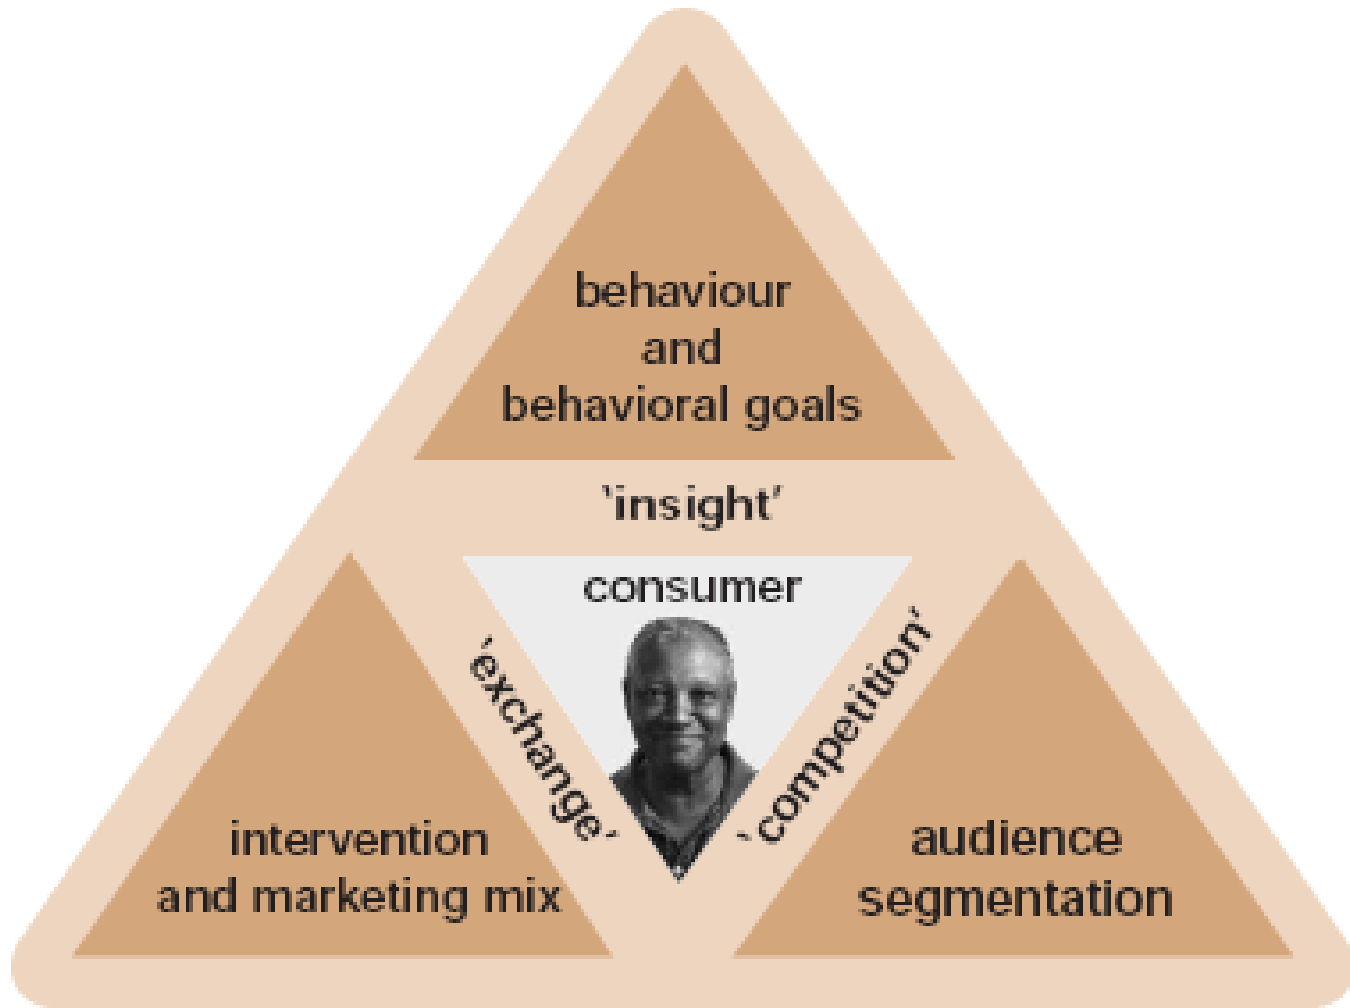 behaviour
and
behavioral goals
‘insight’
consumer
‘exchange’
‘competition’
intervention
and marketing mix
audience
segmentation